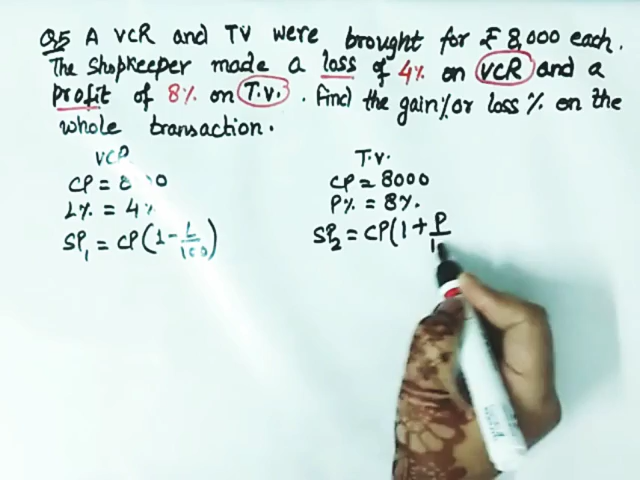 Q5 A VCR and TV were brought for ₹ 8,000 each.
The shopkeeper made a loss of 4% on VCR and a
profit of 8% on T.V. . Find the gain% or loss % on the
whole transaction.
VCR
CP = 8000
L% = 4%
SP1 = CP(1-L/100)
T.V.
CP = 8000
P% = 8%.
SP2 = CP(1+P/1